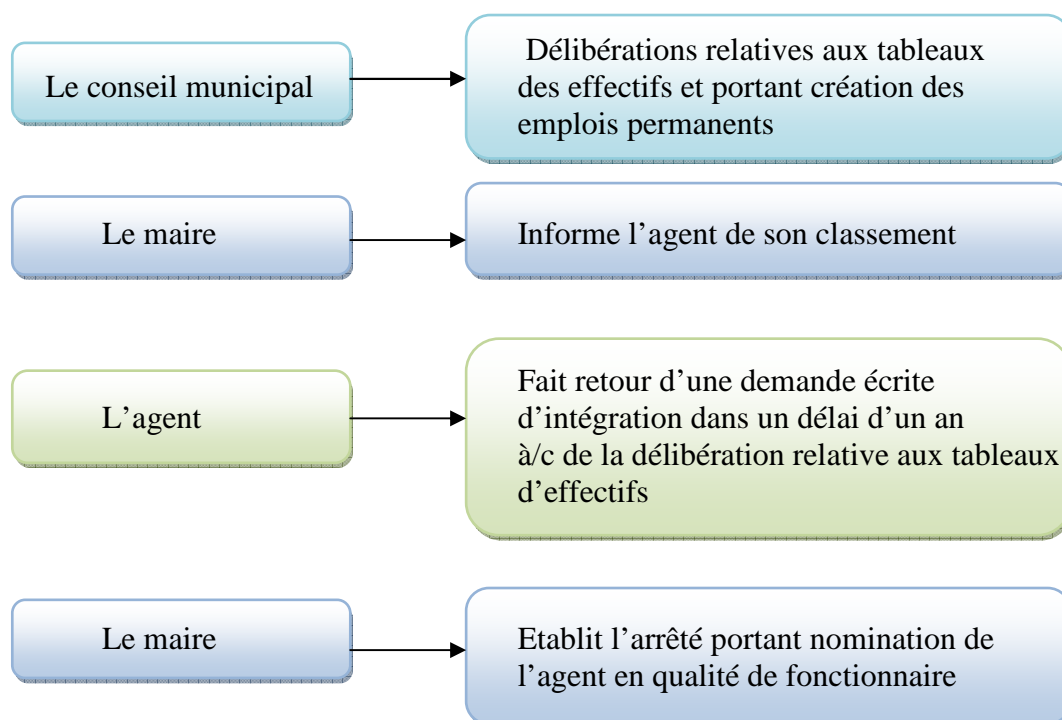 Le conseil municipal
Délibérations relatives aux tableaux
des effectifs et portant création des
emplois permanents
Le maire
Informe l’agent de son classement
L’agent
Fait retour d’une demande écrite
d’intégration dans un délai d’un an
à/c de la délibération relative aux tableaux
d’effectifs
Le maire
Etablit l’arrêté portant nomination de
l’agent en qualité de fonctionnaire